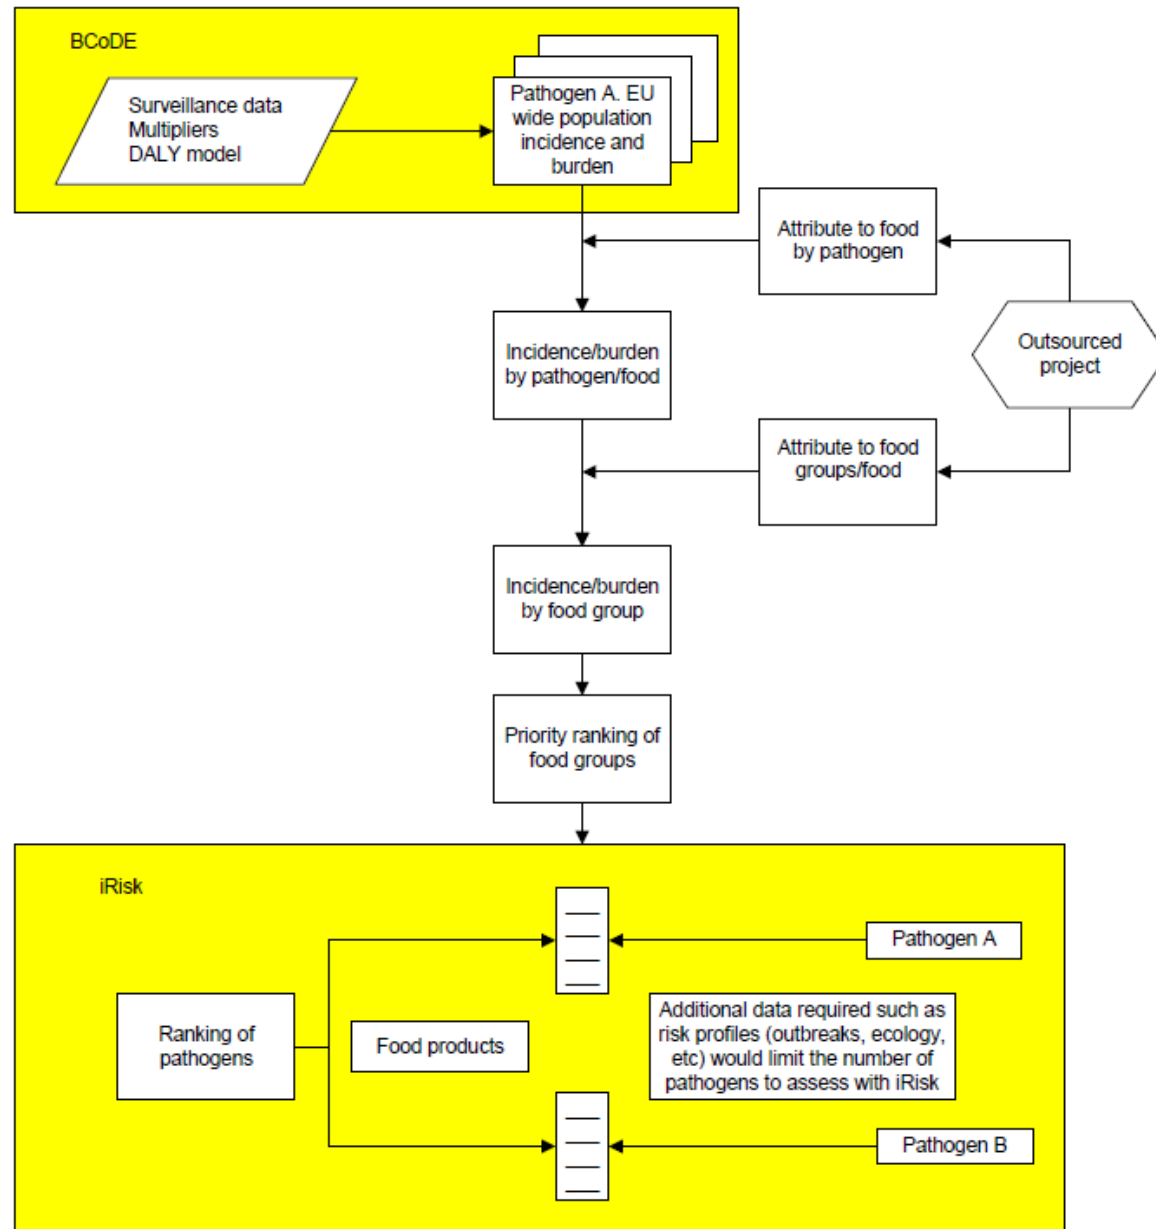 BCoDE
Surveillance data
Multipliers
DALY model
Pathogen A. EU
wide population
incidence and
burden
Attribute to food
by pathogen
Outsourced
project
Incidence/burden
by pathogen/food
Attribute to food
groups/food
Incidence/burden
by food group
Priority ranking of
food groups
iRisk
Pathogen A
Ranking of
pathogens
Food products
Additional data required such as
risk profiles (outbreaks, ecology,
etc) would limit the number of
pathogens to assess with iRisk
Pathogen B